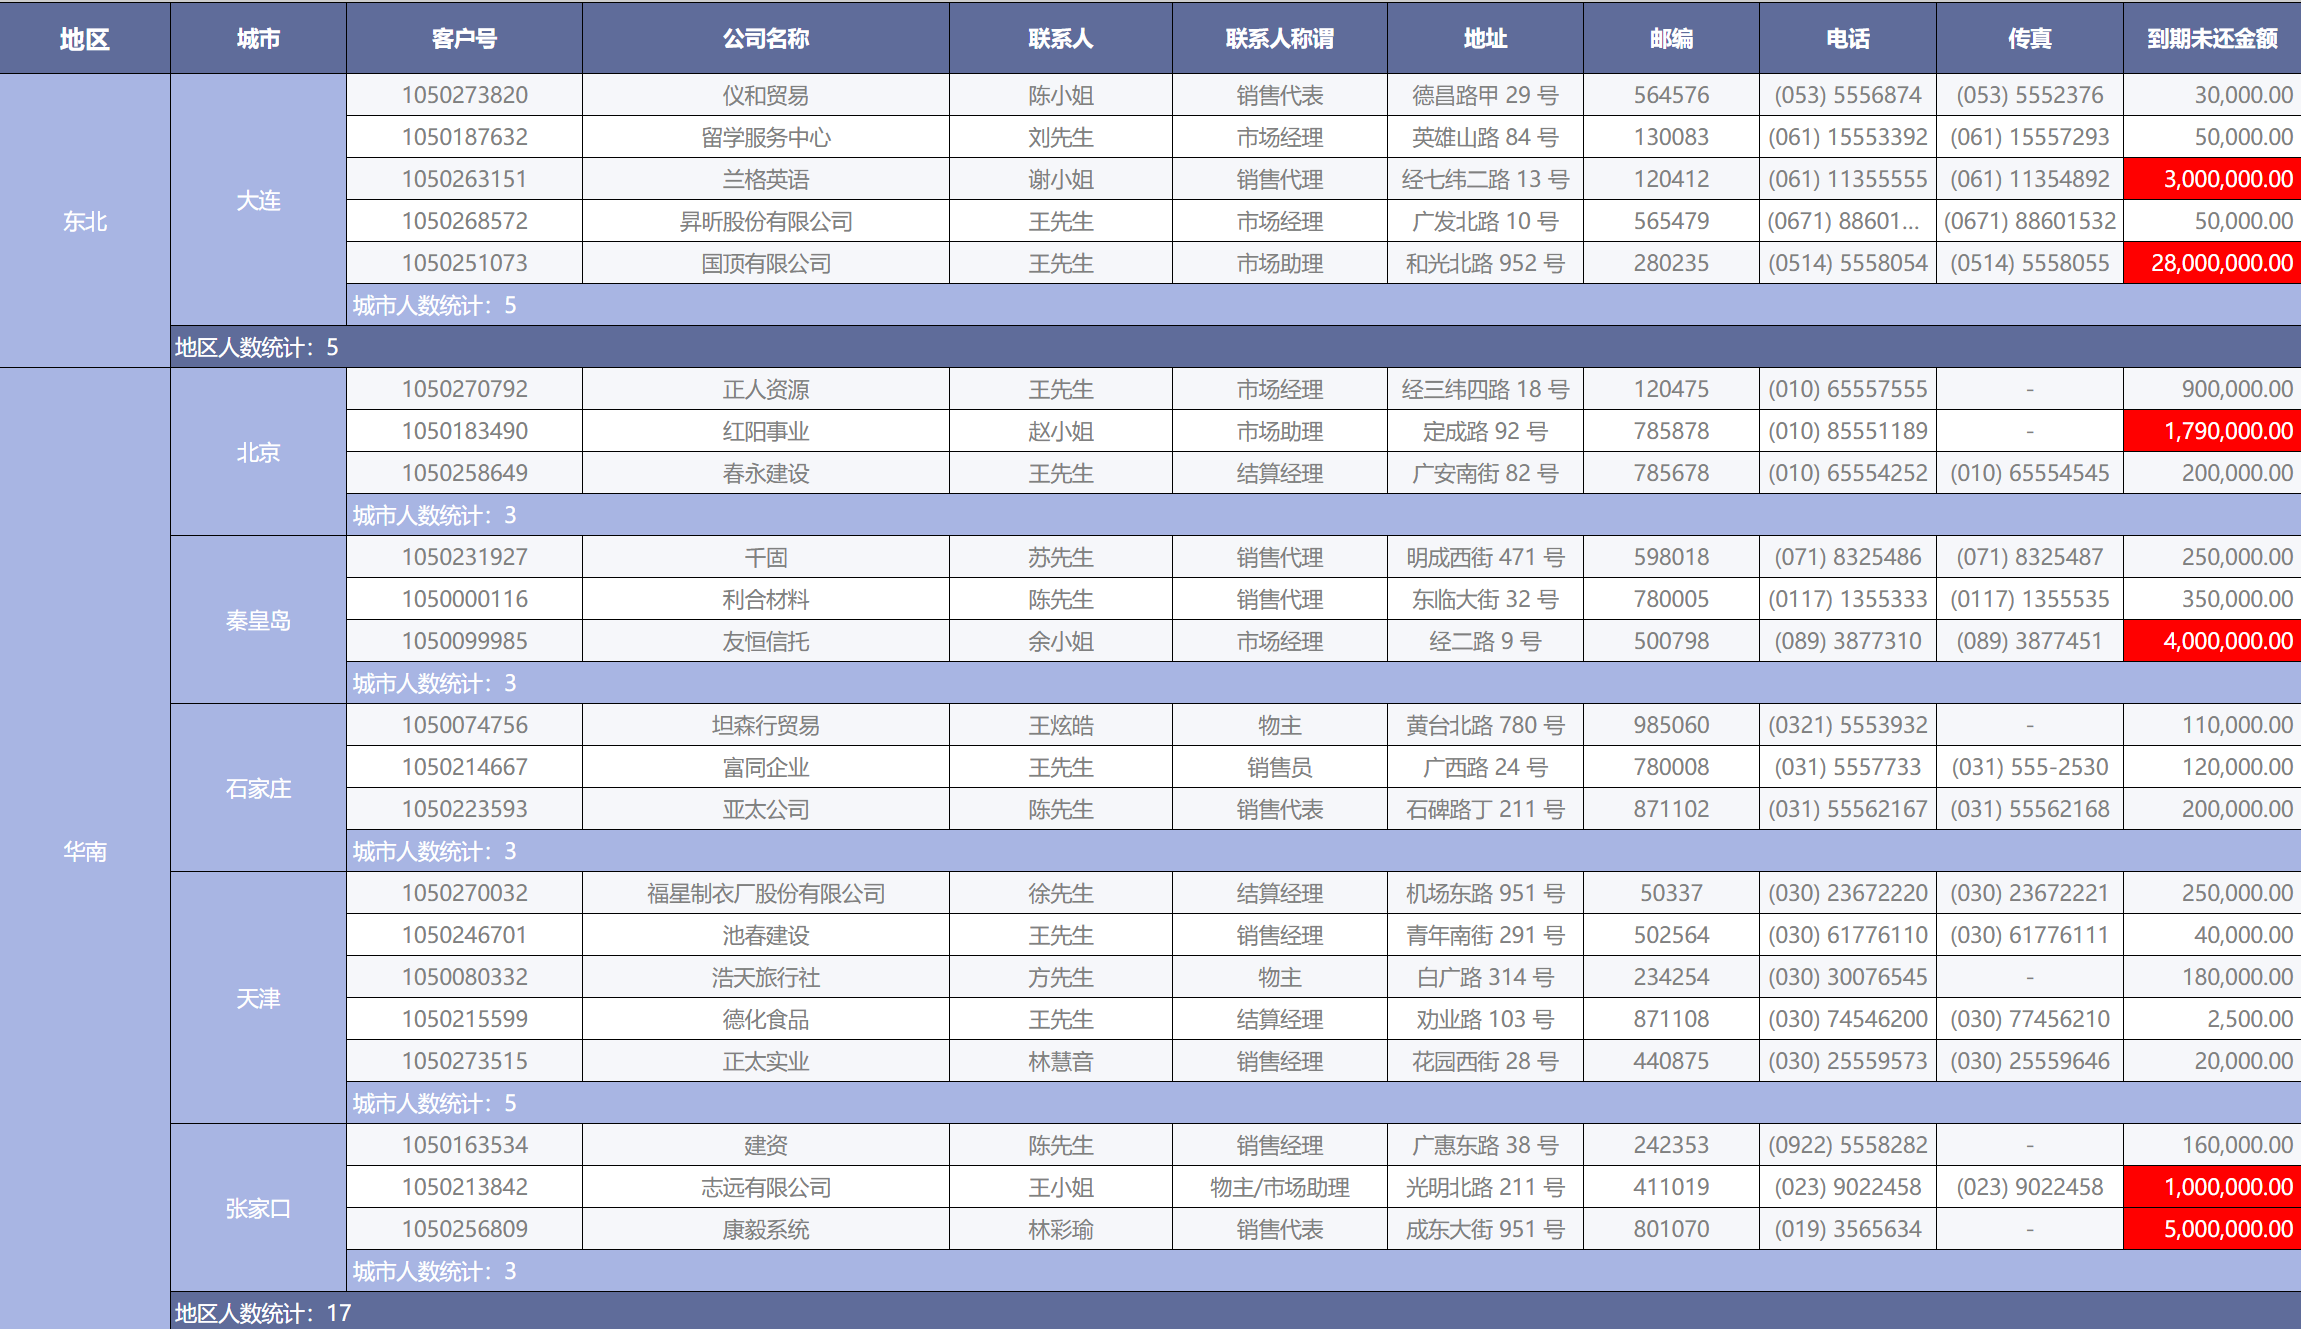 地区 城市 客户号 公司名称 联系人 联系人称谓 地址 邮编 电话 传真 到期未还金额
东北 大连 1050273820 仪和贸易 陈小姐 销售代表 德昌路甲 29 号 564576 (053) 5556874 (053) 5552376 30,000.00
1050187632 留学服务中心 刘先生 市场经理 英雄山路 84 号 130083 (061) 15553392 (061) 15557293 50,000.00
1050263151 兰格英语 谢小姐 销售代理 经七纬二路 13 号 120412 (061) 11355555 (061) 11354892 3,000,000.00
1050268572 昇昕股份有限公司 王先生 市场经理 广发北路 10 号 565479 (0671) 88601... (0671) 88601532 50,000.00
1050251073 国顶有限公司 王先生 市场助理 和光北路 952 号 280235 (0514) 5558054 (0514) 5558055 28,000,000.00
城市人数统计：5
地区人数统计：5
华南 北京 1050270792 正人资源 王先生 市场经理 经三纬四路 18 号 120475 (010) 65557555 - 900,000.00
1050183490 红阳事业 赵小姐 市场助理 定成路 92 号 785878 (010) 85551189 - 1,790,000.00
1050258649 春永建设 王先生 结算经理 广安南街 82 号 785678 (010) 65554252 (010) 65554545 200,000.00
城市人数统计：3
秦皇岛 1050231927 千固 苏先生 销售代理 明成西街 471 号 598018 (071) 8325486 (071) 8325487 250,000.00
1050000116 利合材料 陈先生 销售代理 东临大街 32 号 780005 (0117) 1355333 (0117) 1355535 350,000.00
1050099985 友恒信托 余小姐 市场经理 经二路 9 号 500798 (089) 3877310 (089) 3877451 4,000,000.00
城市人数统计：3
石家庄 1050074756 坦森行贸易 王炫皓 物主 黄台北路 780 号 985060 (0321) 5553932 - 110,000.00
1050214667 富同企业 王先生 销售员 广西路 24 号 780008 (031) 5557733 (031) 555-2530 120,000.00
1050223593 亚太公司 陈先生 销售代表 石碑路丁 211 号 871102 (031) 55562167 (031) 55562168 200,000.00
城市人数统计：3
天津 1050270032 福星制衣厂股份有限公司 徐先生 结算经理 机场东路 951 号 50337 (030) 23672220 (030) 23672221 250,000.00
1050246701 池春建设 王先生 销售经理 青年南街 291 号 502564 (030) 61776110 (030) 61776111 40,000.00
1050080332 浩天旅行社 方先生 物主 白广路 314 号 234254 (030) 30076545 - 180,000.00
1050215599 德化食品 王先生 结算经理 劝业路 103 号 871108 (030) 74546200 (030) 77456210 2,500.00
1050273515 正太实业 林慧音 销售经理 花园西街 28 号 440875 (030) 25559573 (030) 25559646 20,000.00
城市人数统计：5
张家口 1050163534 建资 陈先生 销售经理 广惠东路 38 号 242353 (0922) 5558282 - 160,000.00
1050213842 志远有限公司 王小姐 物主/市场助理 光明北路 211 号 411019 (023) 9022458 (023) 9022458 1,000,000.00
1050256809 康毅系统 林彩瑜 销售代表 成东大街 951 号 801070 (019) 3565634 - 5,000,000.00
城市人数统计：3
地区人数统计：17